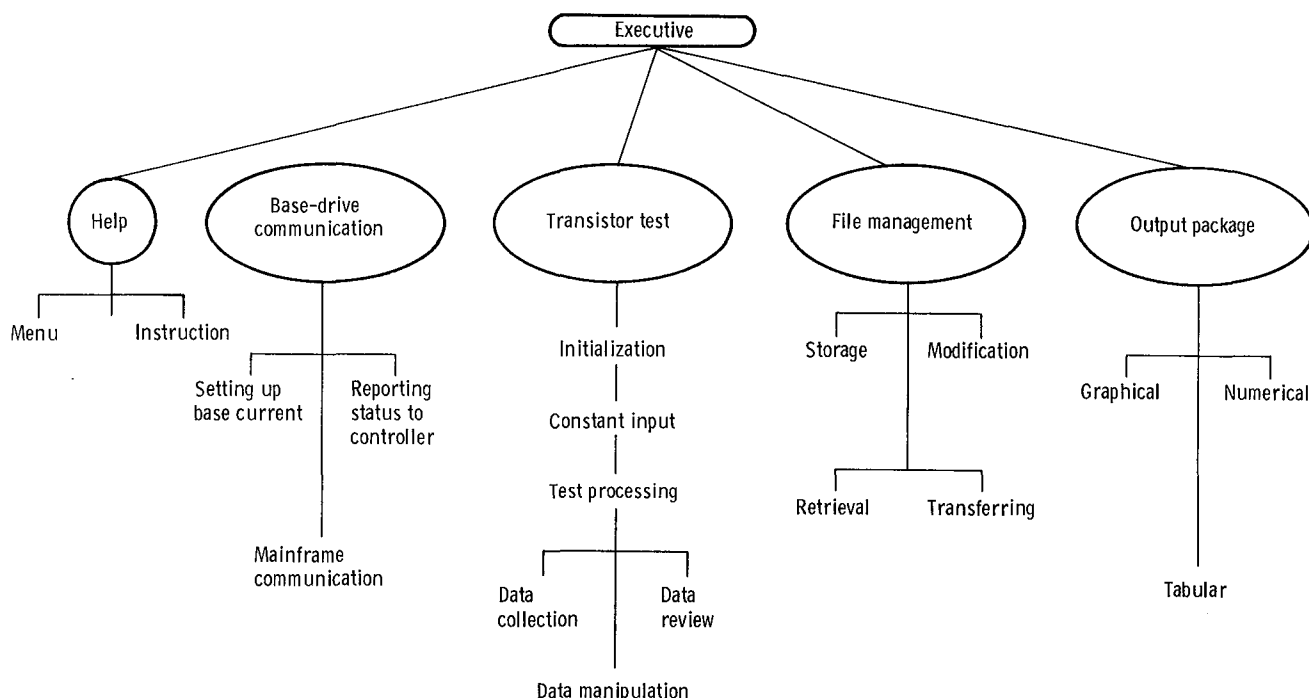 Executive
Help
Base-drive
communication
Transistor test
File management
Output package
Menu
Instruction
Setting up
base current
Reporting
status to
controller
Mainframe
communication
Initialization
Constant input
Test processing
Data
collection
Data
review
Data manipulation
Storage
Modification
Retrieval
Transferring
Graphical
Numerical
Tabular